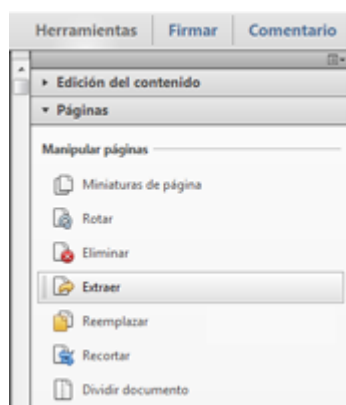 Herramientas Firmar Comentario
Edición del contenido
Páginas
Manipular páginas
Miniaturas de página
Rotar
Eliminar
Extraer
Reemplazar
Recortar
Dividir documento